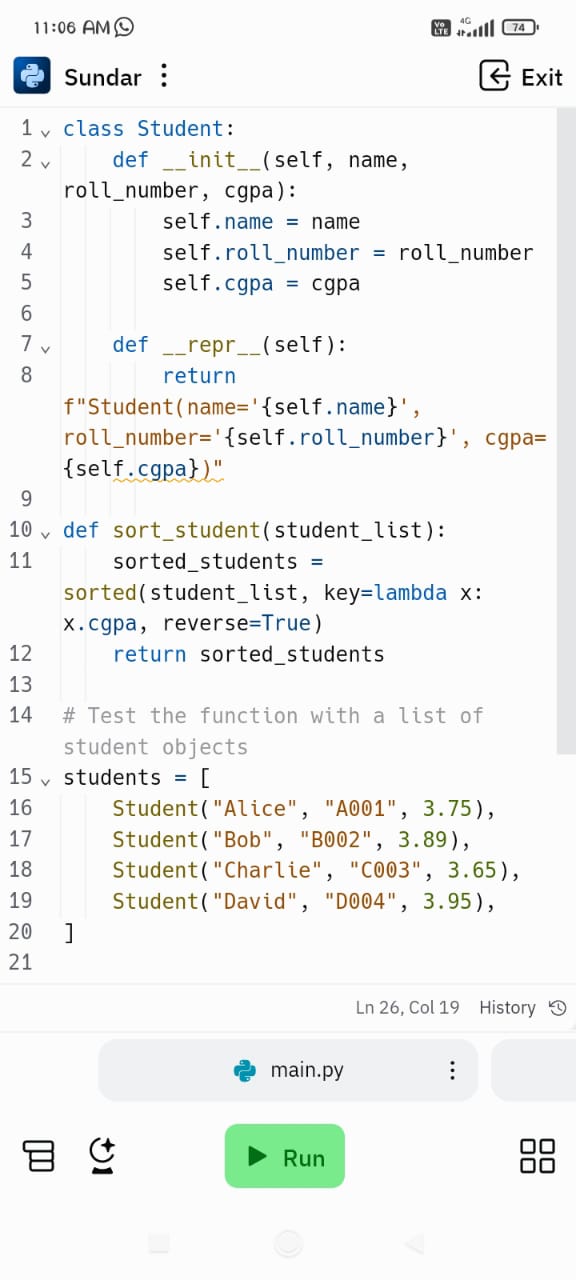 11:06 AM
Vo LTE 4G 74
Sundar
Exit
1 class Student:
2     def __init__(self, name,
roll_number, cgpa):
3         self.name = name
4         self.roll_number = roll_number
5         self.cgpa = cgpa
6
7     def __repr__(self):
8         return
f"Student(name='{self.name}',
roll_number='{self.roll_number}', cgpa=
{self.cgpa})"
9
10 def sort_student(student_list):
11     sorted_students =
sorted(student_list, key=lambda x:
x.cgpa, reverse=True)
12     return sorted_students
13
14 # Test the function with a list of
student objects
15 students = [
16     Student("Alice", "A001", 3.75),
17     Student("Bob", "B002", 3.89),
18     Student("Charlie", "C003", 3.65),
19     Student("David", "D004", 3.95),
20 ]
21
Ln 26, Col 19 History
main.py
Run